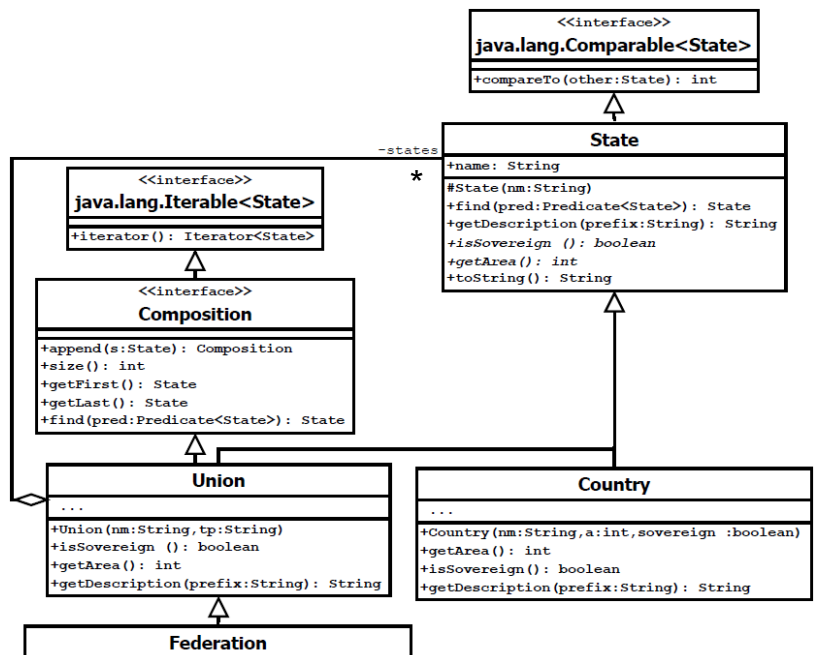 <<interface>>
java.lang.Comparable<State>
+compareTo(other:State): int
State
+name: String
#State(nm:String)
+find(pred:Predicate<State>): State
+getDescription(prefix:String): String
+isSovereign (): boolean
+getArea(): int
+toString(): String
-states
*
<<interface>>
java.lang.Iterable<State>
+iterator(): Iterator<State>
<<interface>>
Composition
+append(s:State): Composition
+size(): int
+getFirst(): State
+getLast(): State
+find(pred:Predicate<State>): State
Union
...
+Union(nm:String,tp:String)
+isSovereign (): boolean
+getArea(): int
+getDescription(prefix:String): String
Country
...
+Country(nm:String,a:int,sovereign :boolean)
+getArea(): int
+isSovereign(): boolean
+getDescription(prefix:String): String
Federation